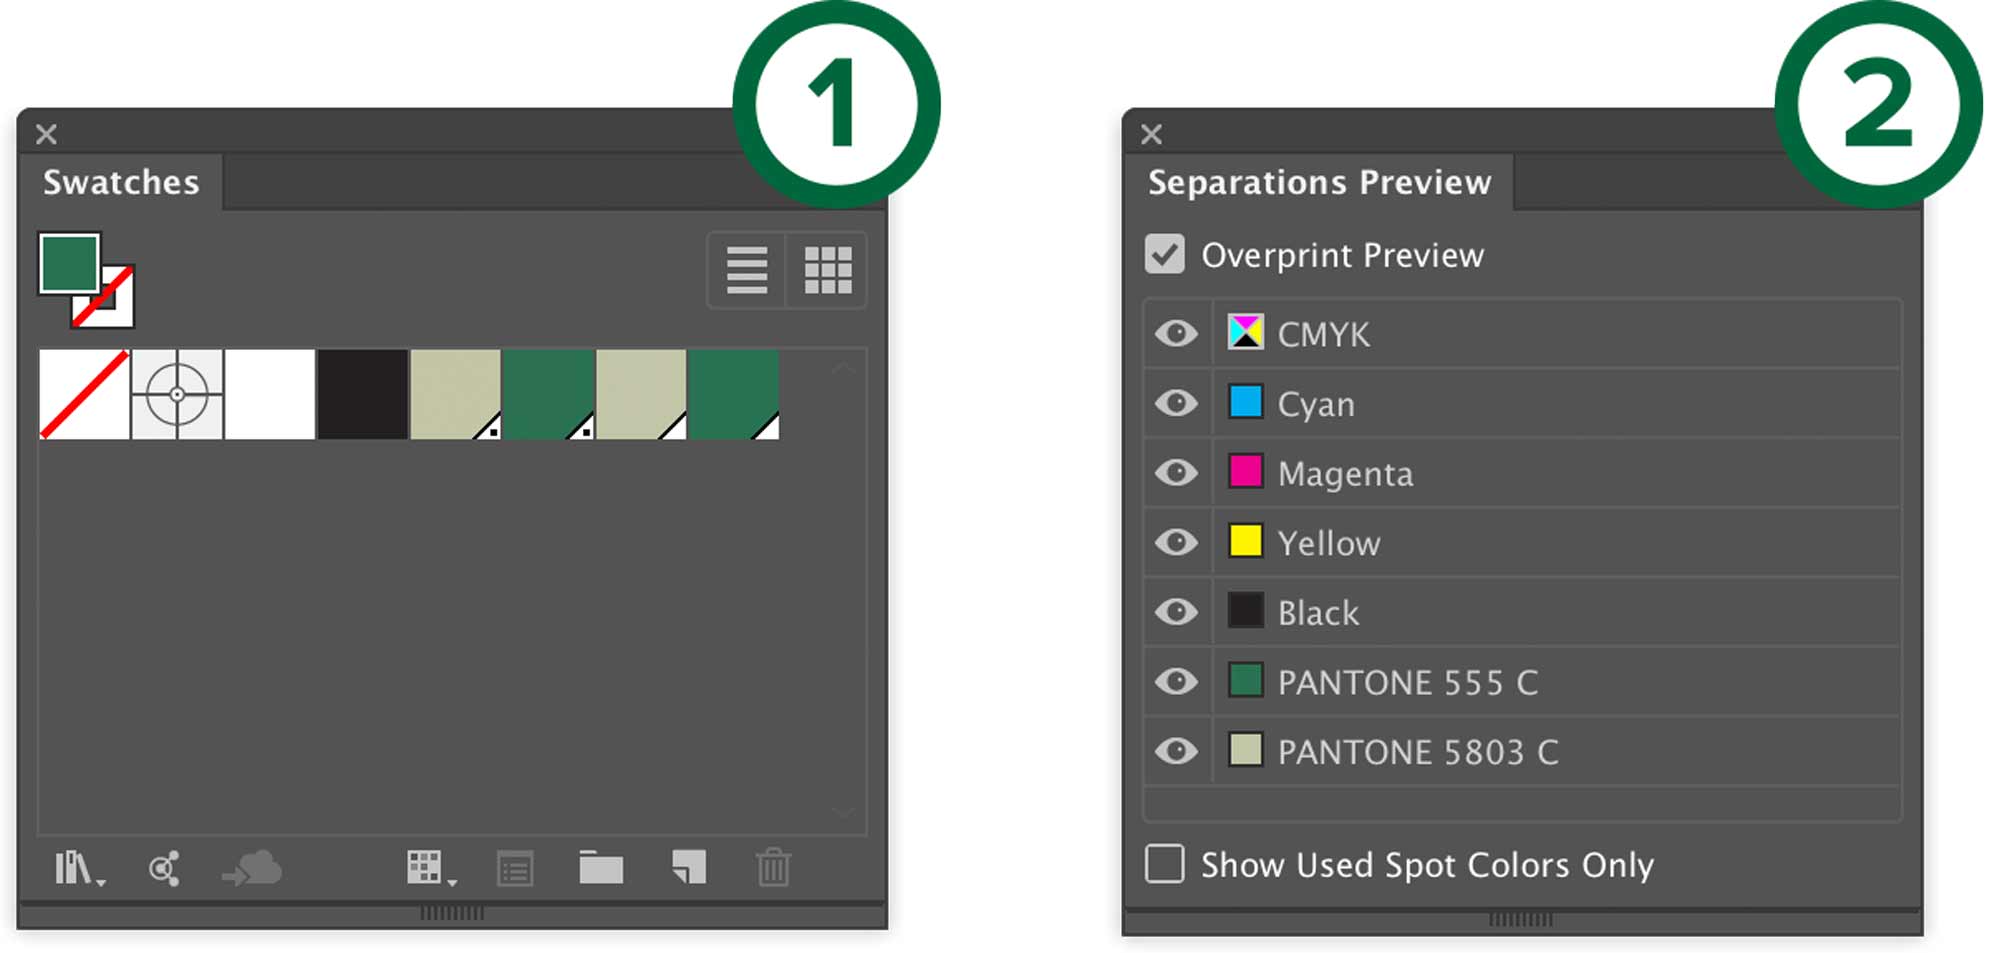 1
Swatches
2
Separations Preview
Overprint Preview
CMYK
Cyan
Magenta
Yellow
Black
PANTONE 555 C
PANTONE 5803 C
Show Used Spot Colors Only